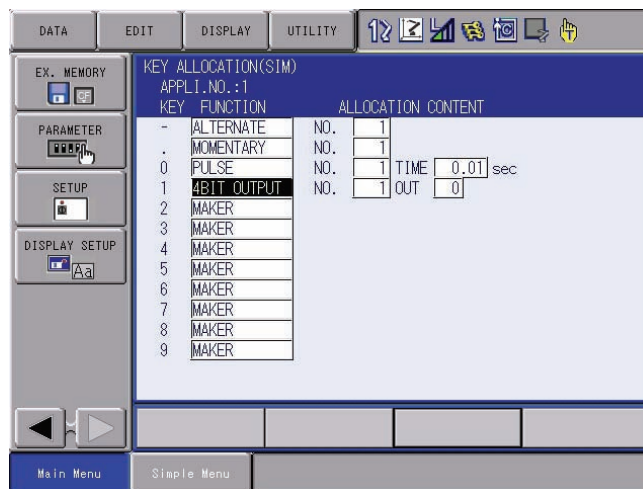 DATA EDIT DISPLAY UTILITY
EX. MEMORY
CF
PARAMETER
SETUP
DISPLAY SETUP
Aa
KEY ALLOCATION(SIM)
APPLI.NO.:1
KEY FUNCTION ALLOCATION CONTENT
- ALTERNATE NO. 1
. MOMENTARY NO. 1
0 PULSE NO. 1 TIME 0.01 sec
1 4BIT OUTPUT NO. 1 OUT 0
2 MAKER
3 MAKER
4 MAKER
5 MAKER
6 MAKER
7 MAKER
8 MAKER
9 MAKER
Main Menu Simple Menu